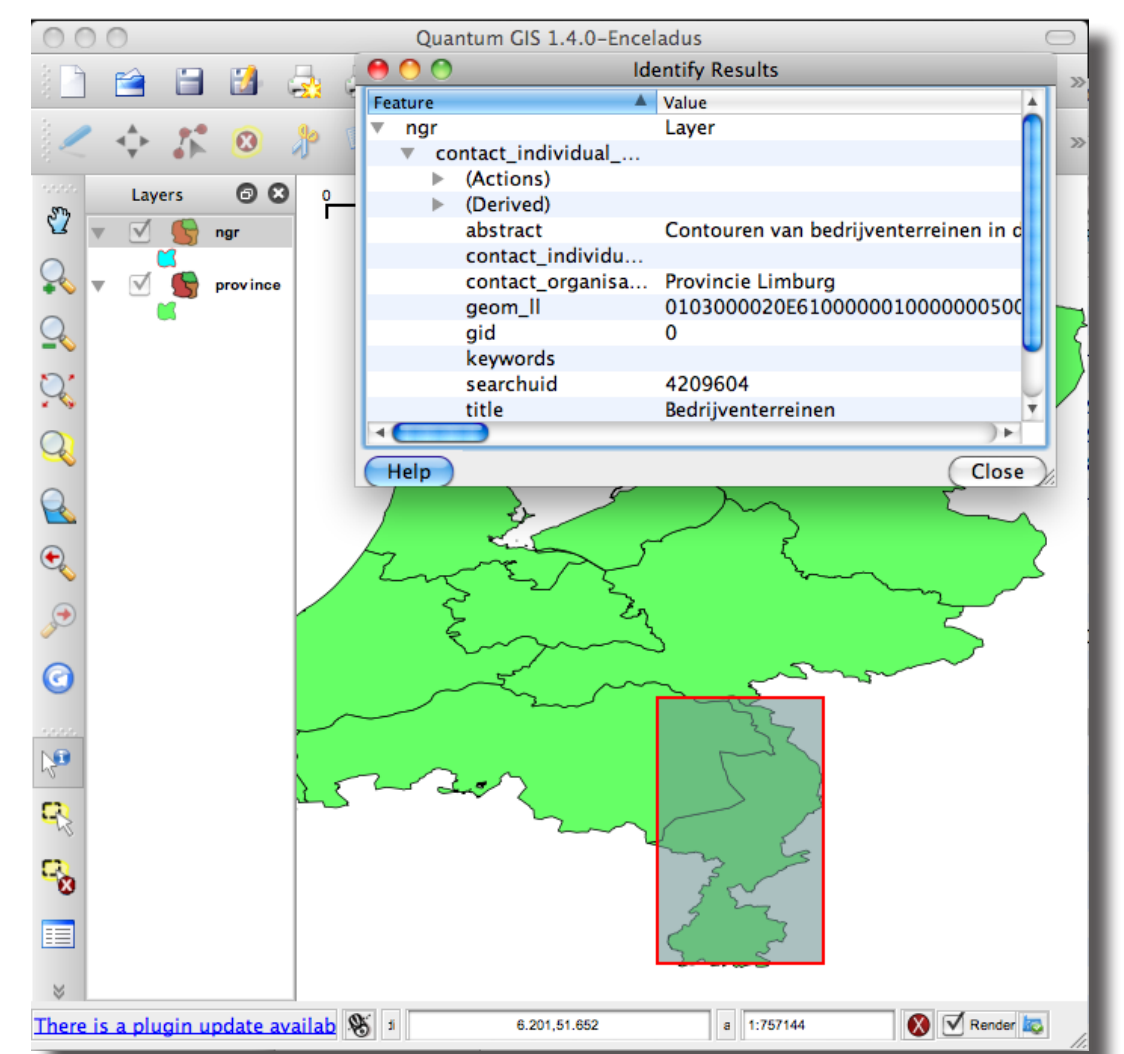 Quantum GIS 1.4.0-Enceladus
Identify Results
Feature Value
ngr Layer
contact_individual_...
(Actions)
(Derived)
abstract Contouren van bedrijventerreinen in d
contact_individu...
contact_organisa... Provincie Limburg
geom_ll 0103000020E61000000100000000500
gid 0
keywords
searchuid 4209604
title Bedrijventerreinen
Help Close
Layers
0
ngr
province
There is a plugin update availab
6.201,51.652
a
1:757144
Render